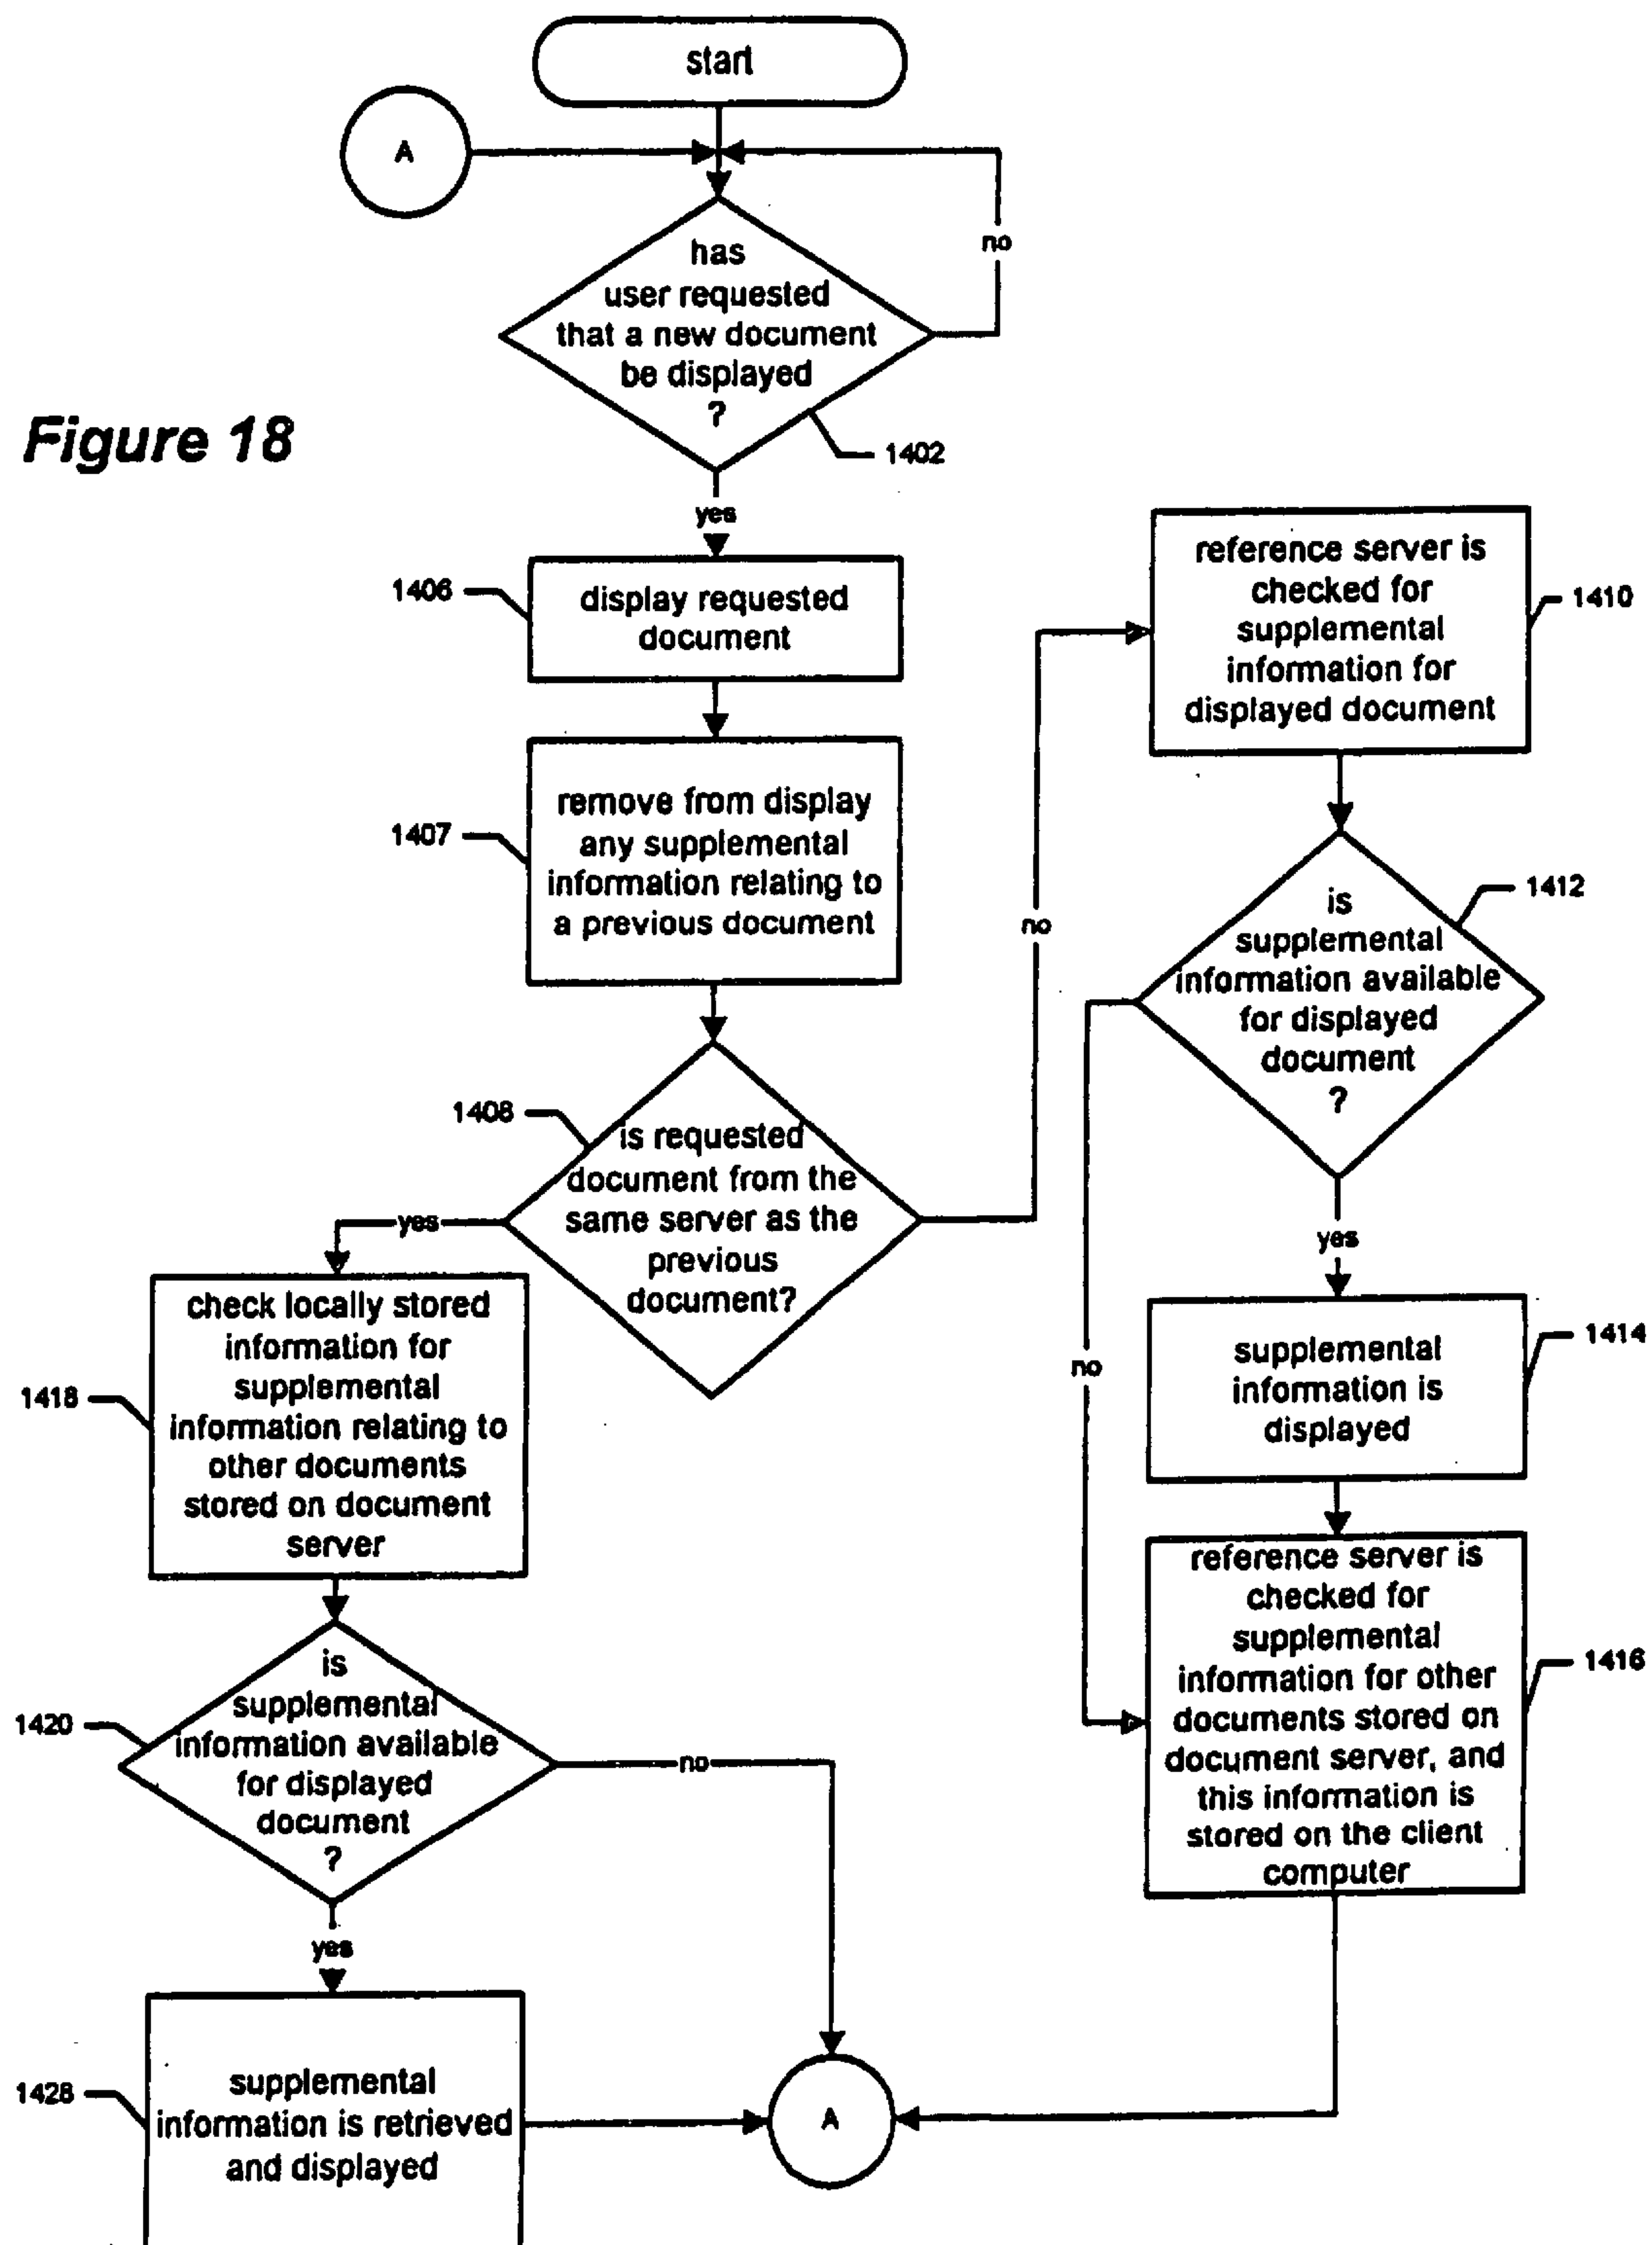 start
A
has
user requested
that a new document
be displayed
?
no
1402
Figure 18
yes
1406
display requested
document
1407
remove from display
any supplemental
information relating to
a previous document
1408
is requested
document from the
same server as the
previous
document?
no
yes
reference server is
checked for
supplemental
information for
displayed document
1410
is
supplemental
information available
for displayed
document
?
1412
no
yes
supplemental
information is
displayed
1414
reference server is
checked for
supplemental
information for other
documents stored on
document server, and
this information is
stored on the client
computer
1416
1418
check locally stored
information for
supplemental
information relating to
other documents
stored on document
server
1420
is
supplemental
information available
for displayed
document
?
no
yes
1428
supplemental
information is retrieved
and displayed
A